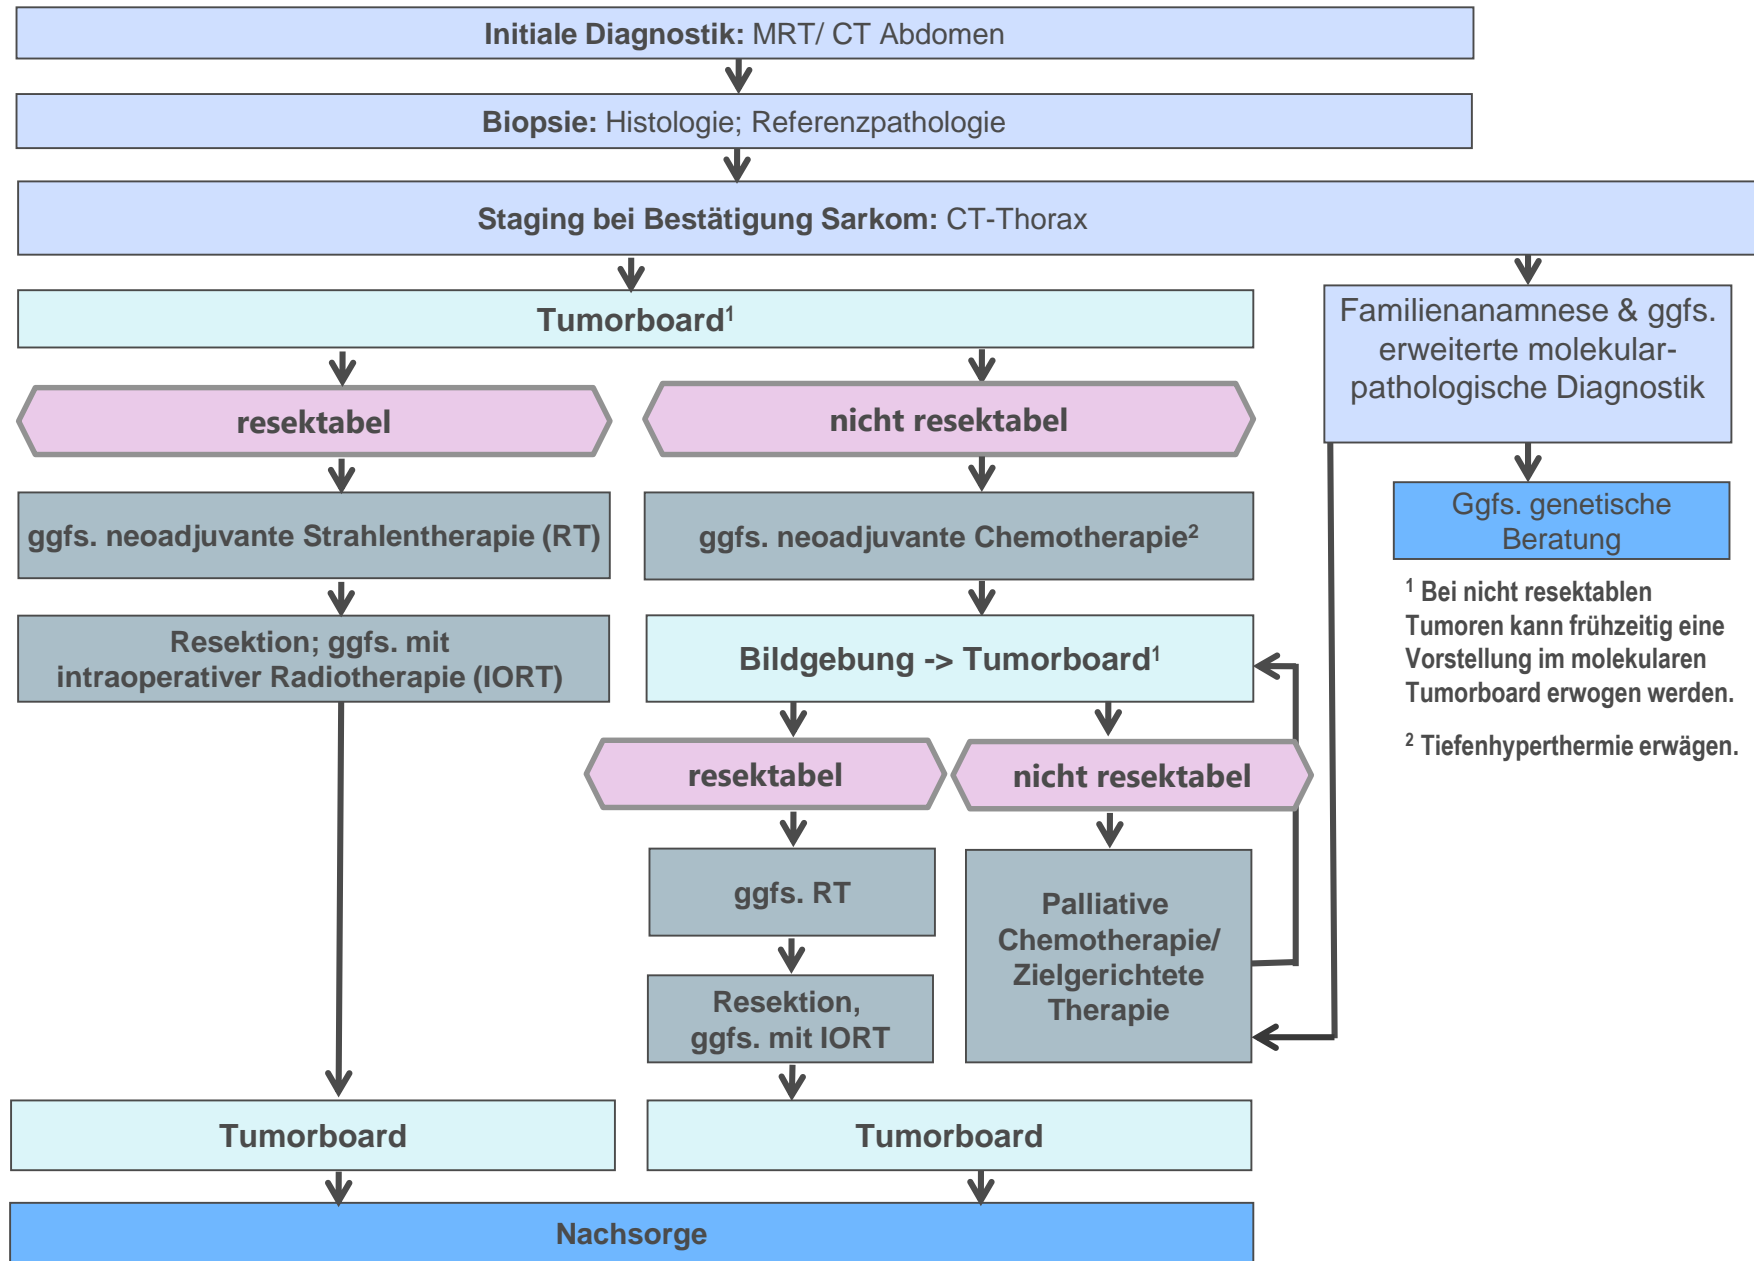 Initiale Diagnostik: MRT/ CT Abdomen
Biopsie: Histologie; Referenzpathologie
Staging bei Bestätigung Sarkom: CT-Thorax
Tumorboard¹
Familienanamnese & ggfs.
erweiterte molekular-
pathologische Diagnostik
resektabel
nicht resektabel
ggfs. neoadjuvante Strahlentherapie (RT)
ggfs. neoadjuvante Chemotherapie²
Ggfs. genetische
Beratung
¹ Bei nicht resektablen
Tumoren kann frühzeitig eine
Vorstellung im molekularen
Tumorboard erwogen werden.
² Tiefenhyperthermie erwägen.
Resektion; ggfs. mit
intraoperativer Radiotherapie (IORT)
Bildgebung -> Tumorboard¹
resektabel
nicht resektabel
ggfs. RT
Palliative
Chemotherapie/
Zielgerichtete
Therapie
Resektion,
ggfs. mit IORT
Tumorboard
Tumorboard
Nachsorge